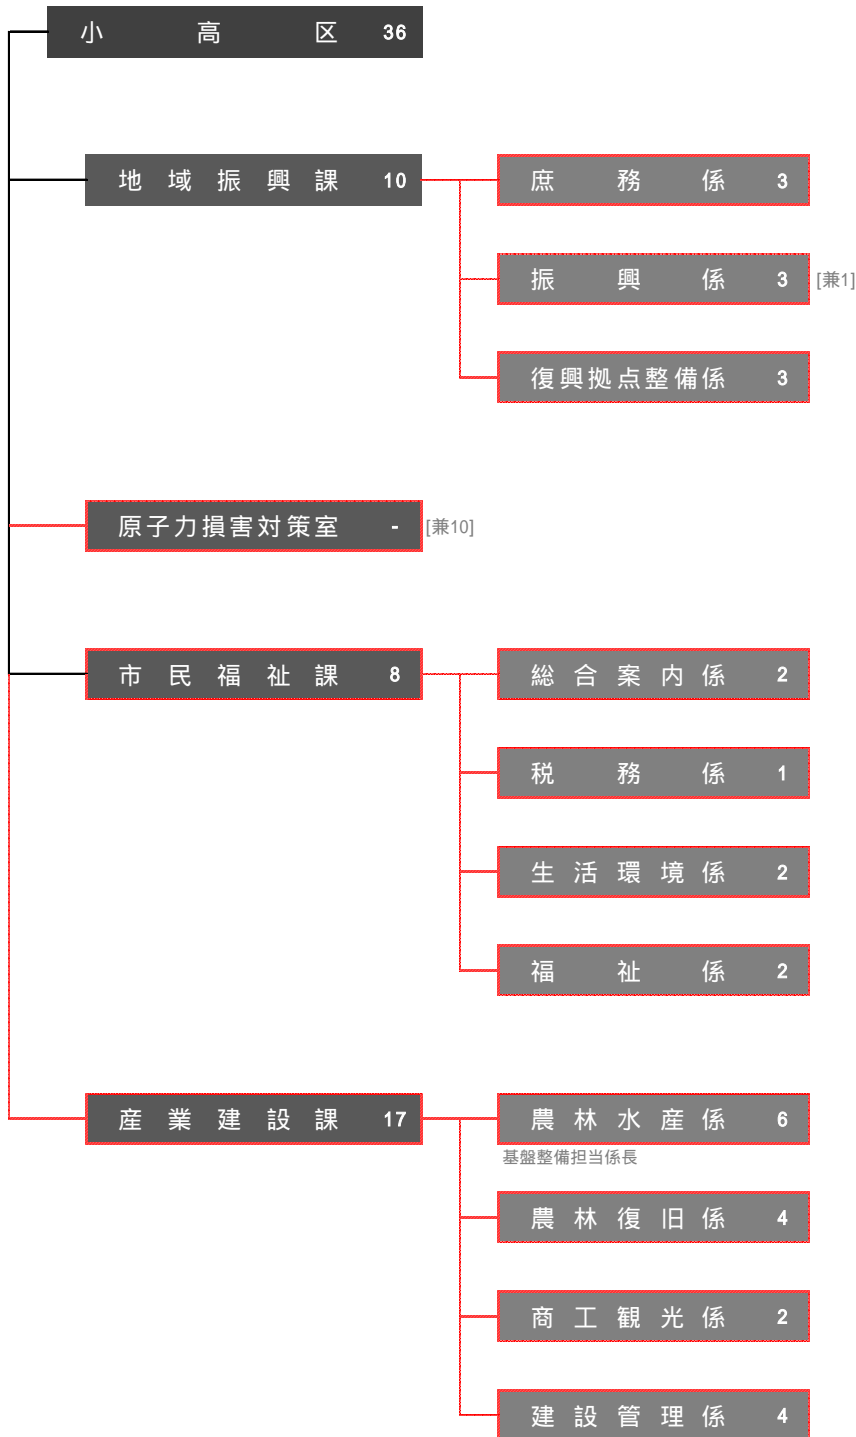 小高区 36
地域振興課 10
庶務係 3
振興係 3 [兼1]
復興拠点整備係 3
原子力損害対策室 - [兼10]
市民福祉課 8
総合案内係 2
税務係 1
生活環境係 2
福祉係 2
産業建設課 17
農林水産係 6
基盤整備担当係長
農林復旧係 4
商工観光係 2
建設管理係 4